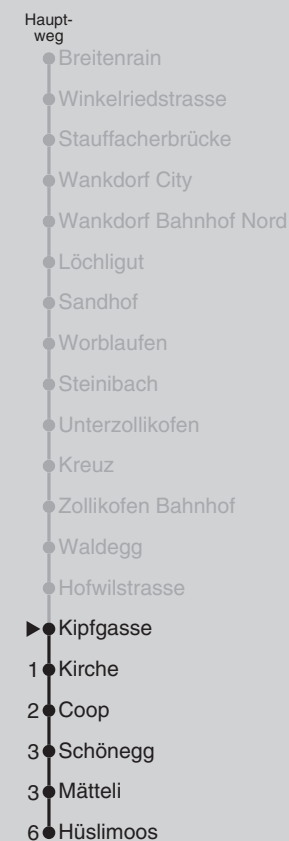 Haupt-
weg
Breitenrain
Winkelriedstrasse
Stauffacherbrücke
Wankdorf City
Wankdorf Bahnhof Nord
Löchligut
Sandhof
Worblaufen
Steinibach
Unterzollikofen
Kreuz
Zollikofen Bahnhof
Waldegg
Hofwilstrasse
Kipfgasse
1 Kirche
2 Coop
3 Schönegg
3 Mätteli
6 Hüslimoos